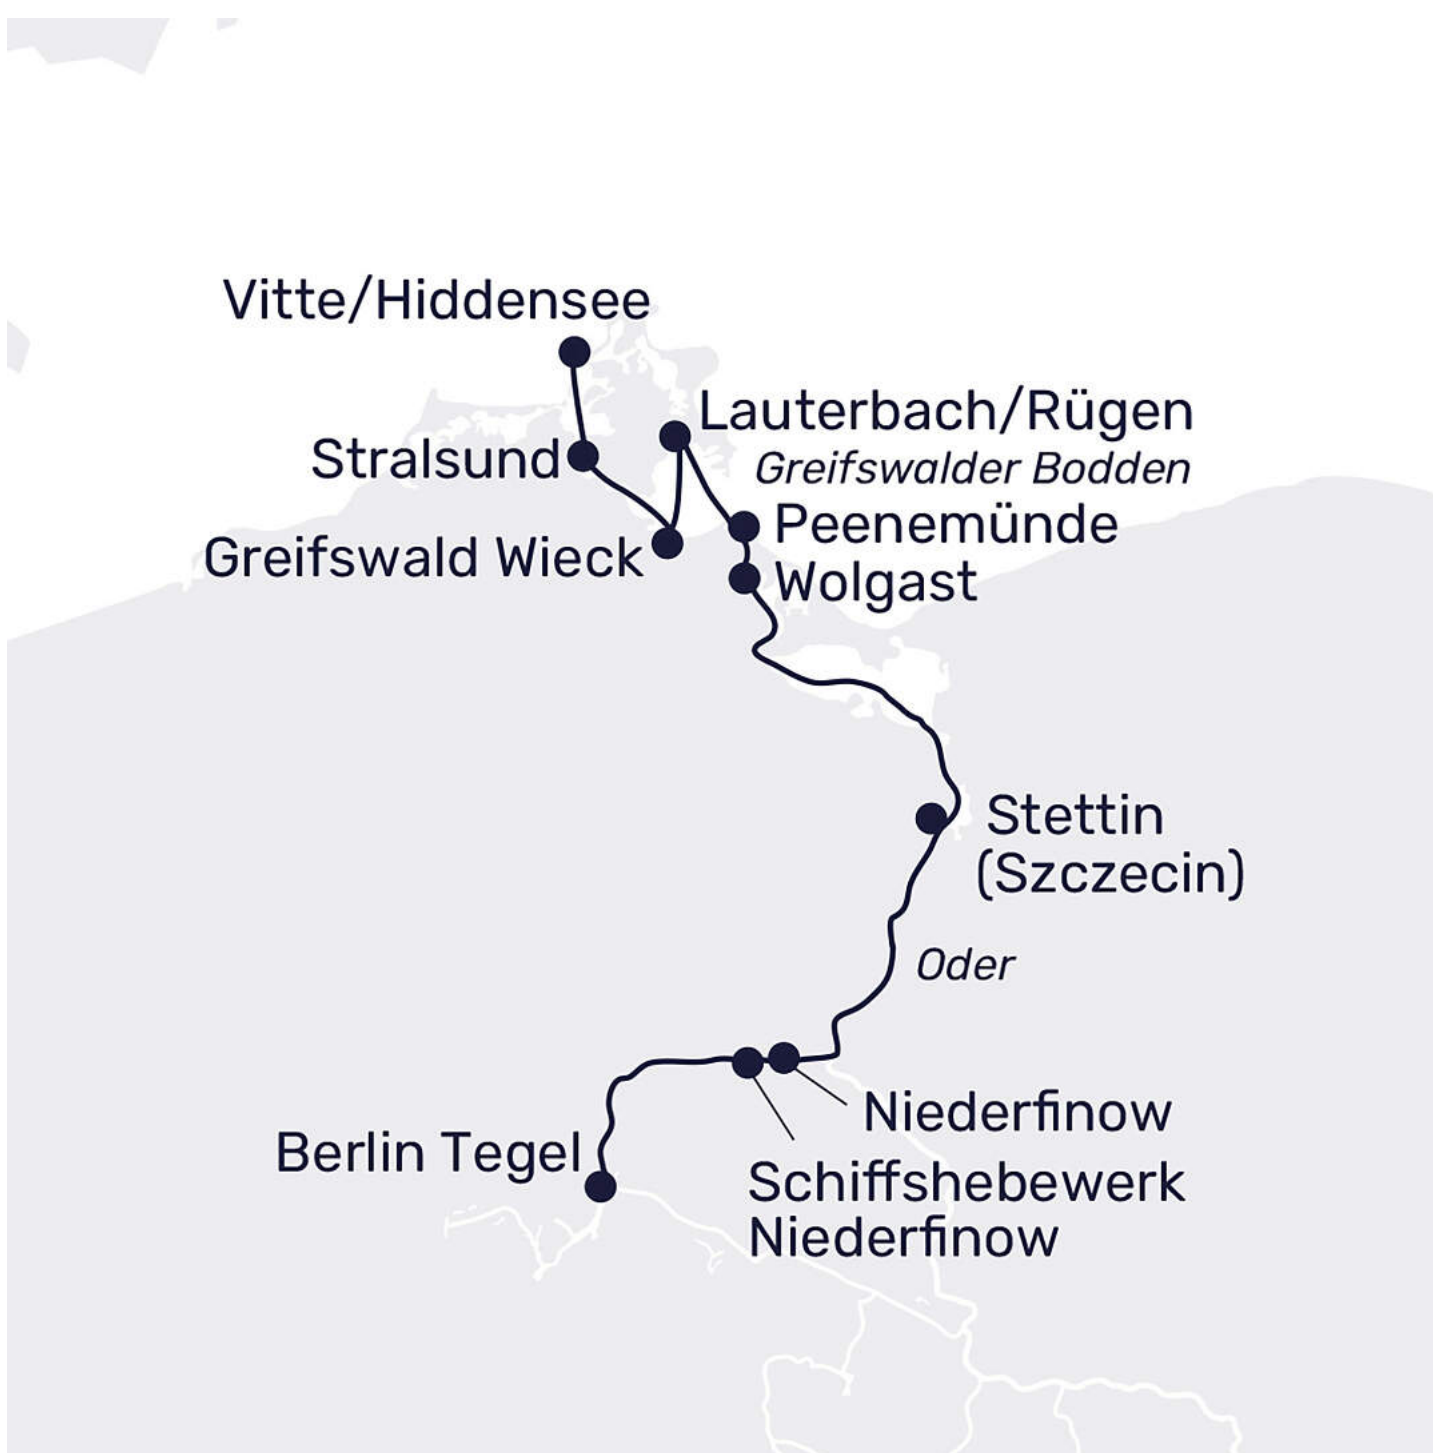 Vitte/Hiddensee
Lauterbach/Rügen
Stralsund
Greifswalder Bodden
Peenemünde
Greifswald Wieck
Wolgast
Stettin
(Szczecin)
Oder
Niederfinow
Berlin Tegel
Schiffshebewerk
Niederfinow